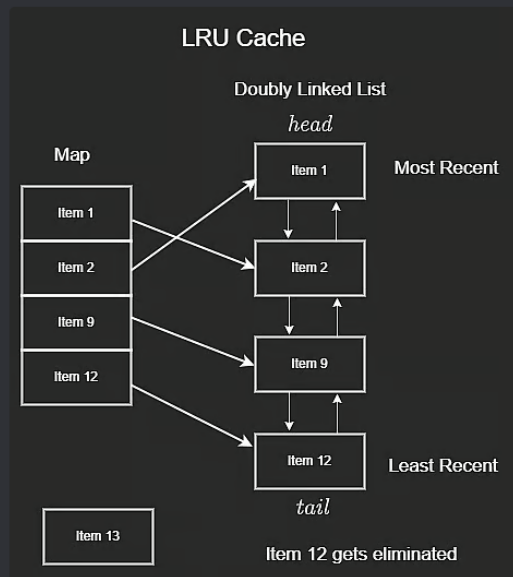 LRU Cache
Doubly Linked List
head
Map
Item 1
Most Recent
Item 1
Item 2
Item 2
Item 9
Item 9
Item 12
Item 12
Least Recent
tail
Item 13
Item 12 gets eliminated